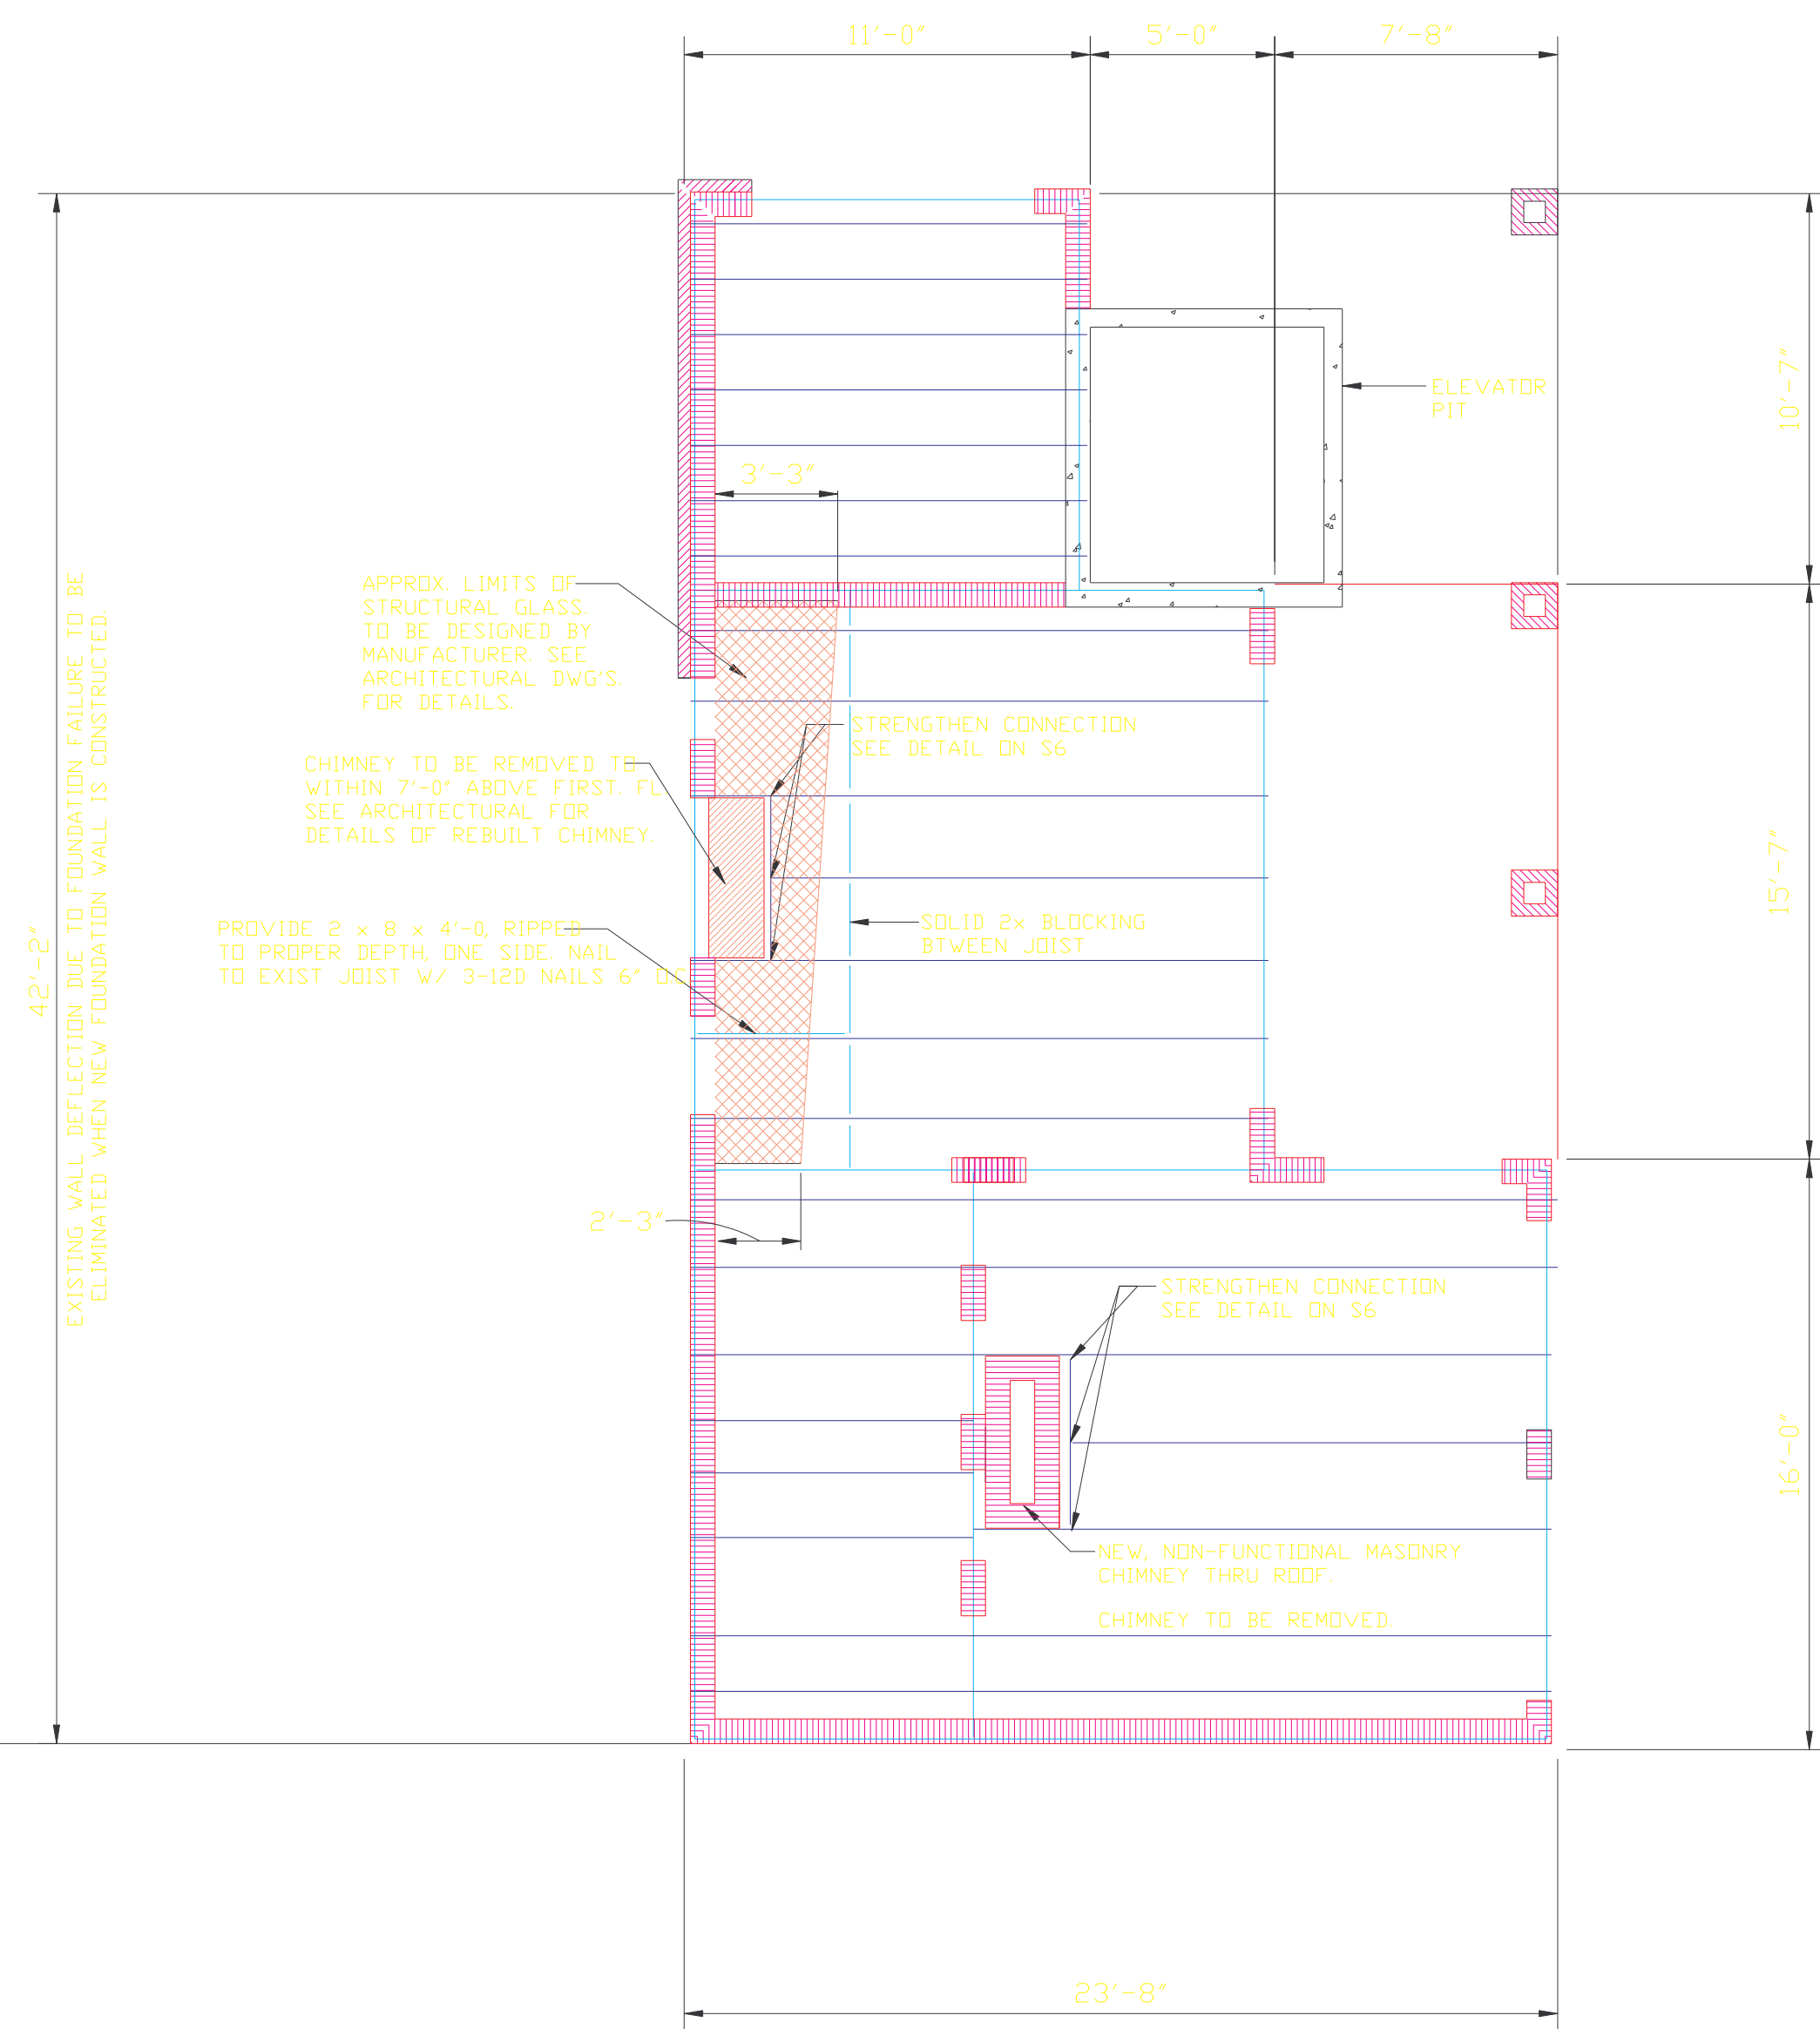 11'-0"
5'-0"
7'-8"
10'-7"
ELEVATOR
PIT
3'-3"
APPROX. LIMITS OF
STRUCTURAL GLASS.
TO BE DESIGNED BY
MANUFACTURER. SEE
ARCHITECTURAL DWG'S.
FOR DETAILS.
STRENGTHEN CONNECTION
SEE DETAIL ON S6
CHIMNEY TO BE REMOVED TO
WITHIN 7'-0" ABOVE FIRST. FL.
SEE ARCHITECTURAL FOR
DETAILS OF REBUILT CHIMNEY.
15'-7"
PROVIDE 2 x 8 x 4'-0, RIPPED
TO PROPER DEPTH, ONE SIDE. NAIL
TO EXIST JOIST W/ 3-12D NAILS 6" O.C.
SOLID 2x BLOCKING
BTWEEN JOIST
42'-2"
EXISTING WALL DEFLECTION DUE TO FOUNDATION FAILURE TO BE
ELIMINATED WHEN NEW FOUNDATION WALL IS CONSTRUCTED.
2'-3"
STRENGTHEN CONNECTION
SEE DETAIL ON S6
16'-0"
NEW, NON-FUNCTIONAL MASONRY
CHIMNEY THRU ROOF.
CHIMNEY TO BE REMOVED.
23'-8"